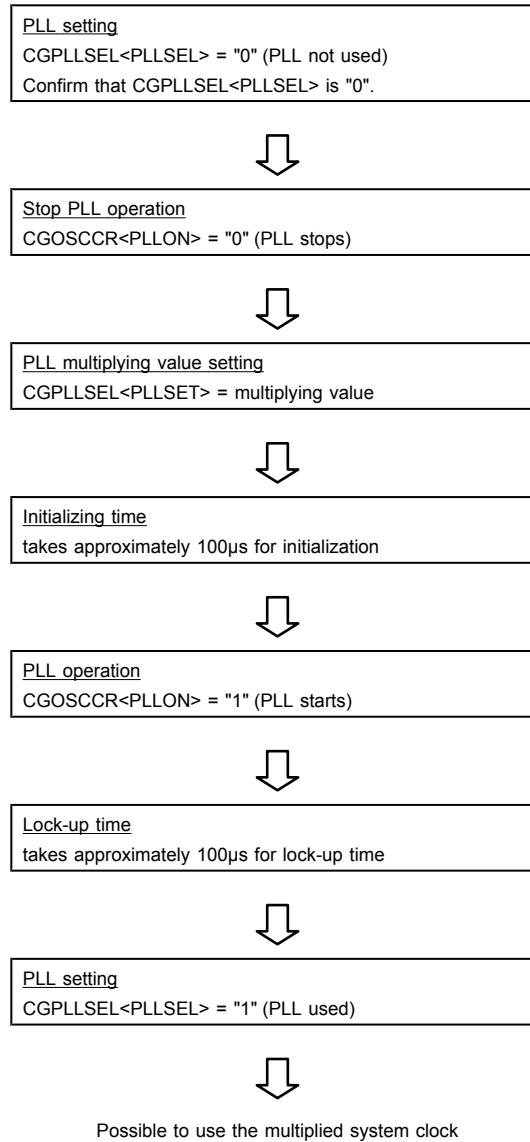 PLL setting
CGPLLSEL<PLLSEL> = "0" (PLL not used)
Confirm that CGPLLSEL<PLLSEL> is "0".
Stop PLL operation
CGOSCCR<PLLON> = "0" (PLL stops)
PLL multiplying value setting
CGPLLSEL<PLLSET> = multiplying value
Initializing time
takes approximately 100µs for initialization
PLL operation
CGOSCCR<PLLON> = "1" (PLL starts)
Lock-up time
takes approximately 100µs for lock-up time
PLL setting
CGPLLSEL<PLLSEL> = "1" (PLL used)
Possible to use the multiplied system clock